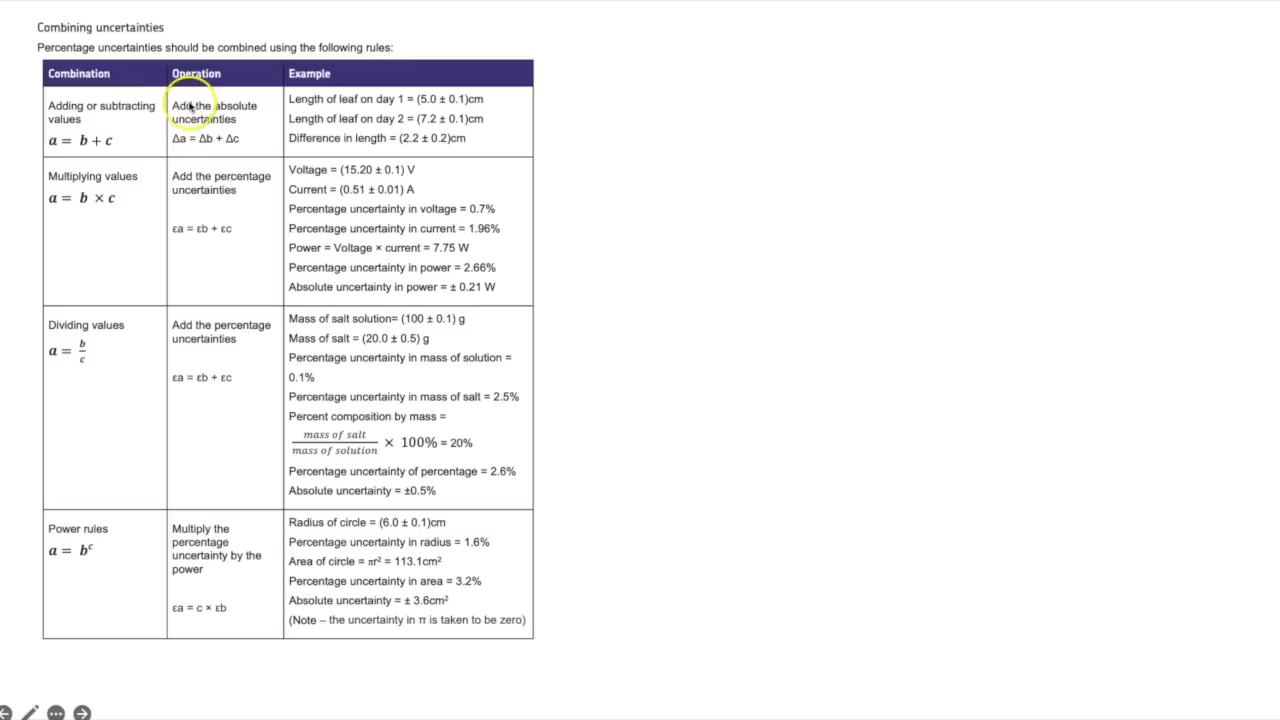 Combining uncertainties
Percentage uncertainties should be combined using the following rules:
Combination Operation Example
Adding or subtracting
values
a = b + c
Add the absolute
uncertainties
Δa = Δb + Δc
Length of leaf on day 1 = (5.0 ± 0.1)cm
Length of leaf on day 2 = (7.2 ± 0.1)cm
Difference in length = (2.2 ± 0.2)cm
Multiplying values
a = b × c
Add the percentage
uncertainties
εa = εb + εc
Voltage = (15.20 ± 0.1) V
Current = (0.51 ± 0.01) A
Percentage uncertainty in voltage = 0.7%
Percentage uncertainty in current = 1.96%
Power = Voltage × current = 7.75 W
Percentage uncertainty in power = 2.66%
Absolute uncertainty in power = ± 0.21 W
Dividing values
a = b/c
Add the percentage
uncertainties
εa = εb + εc
Mass of salt solution= (100 ± 0.1) g
Mass of salt = (20.0 ± 0.5) g
Percentage uncertainty in mass of solution =
0.1%
Percentage uncertainty in mass of salt = 2.5%
Percent composition by mass =
mass of salt
mass of solution × 100% = 20%
Percentage uncertainty of percentage = 2.6%
Absolute uncertainty = ±0.5%
Power rules
a = bᶜ
Multiply the
percentage
uncertainty by the
power
εa = c × εb
Radius of circle = (6.0 ± 0.1)cm
Percentage uncertainty in radius = 1.6%
Area of circle = πr² = 113.1cm²
Percentage uncertainty in area = 3.2%
Absolute uncertainty = ± 3.6cm²
(Note – the uncertainty in π is taken to be zero)